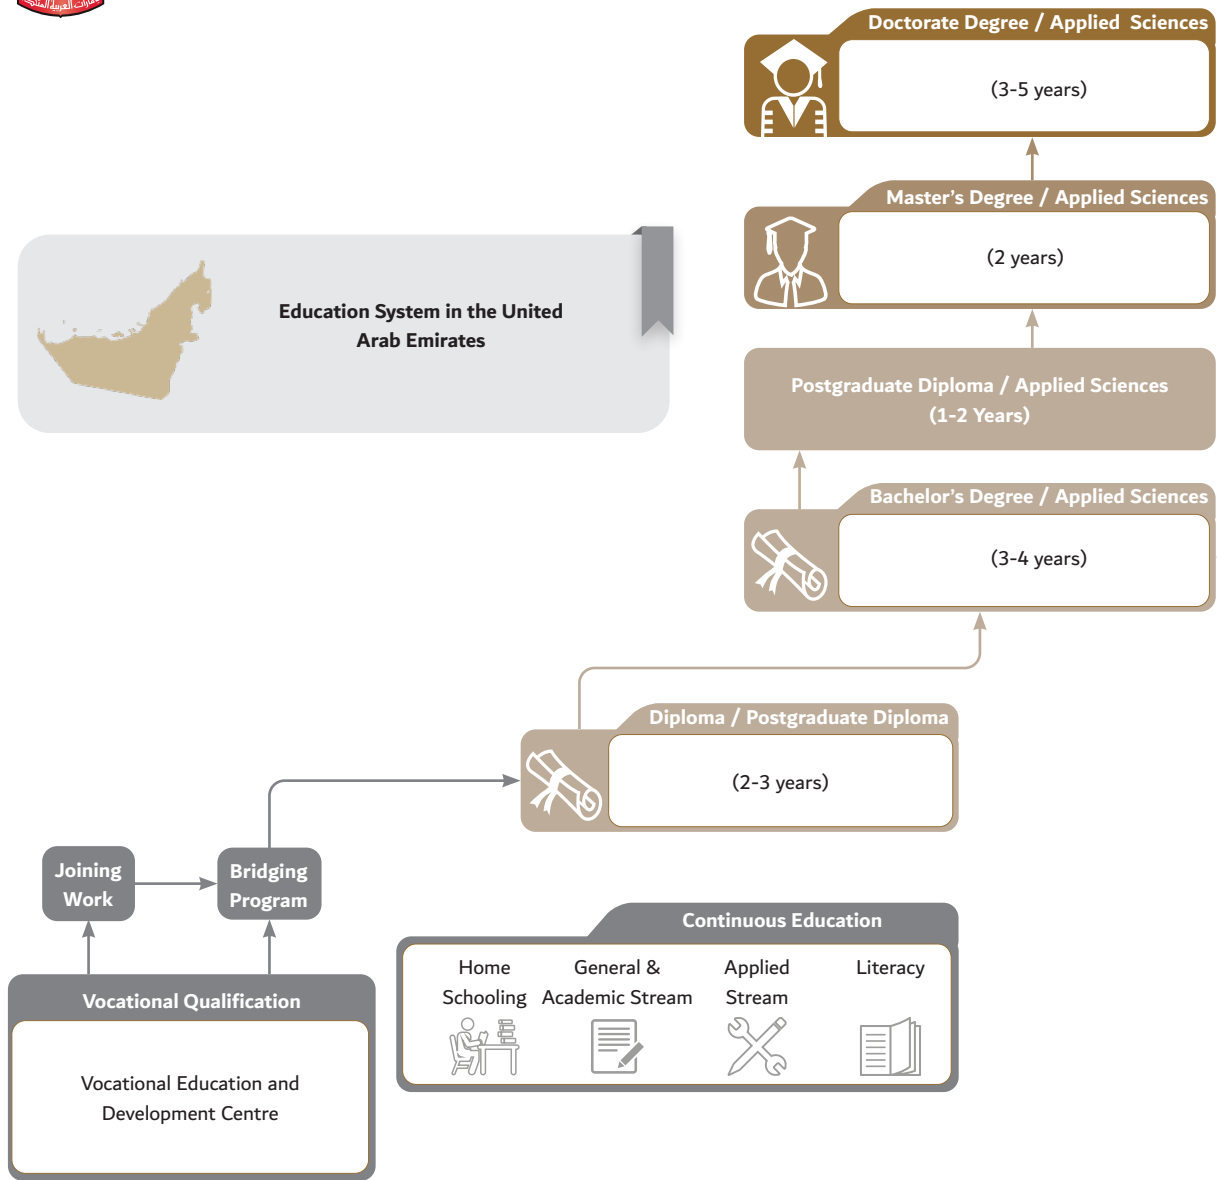 الإمارات العربية المتحدة
Doctorate Degree / Applied Sciences
(3-5 years)
Master's Degree / Applied Sciences
(2 years)
Education System in the United
Arab Emirates
Postgraduate Diploma / Applied Sciences
(1-2 Years)
Bachelor's Degree / Applied Sciences
(3-4 years)
Diploma / Postgraduate Diploma
(2-3 years)
Joining
Work
Bridging
Program
Continuous Education
Home
Schooling
General &
Academic Stream
Applied
Stream
Literacy
Vocational Qualification
Vocational Education and
Development Centre